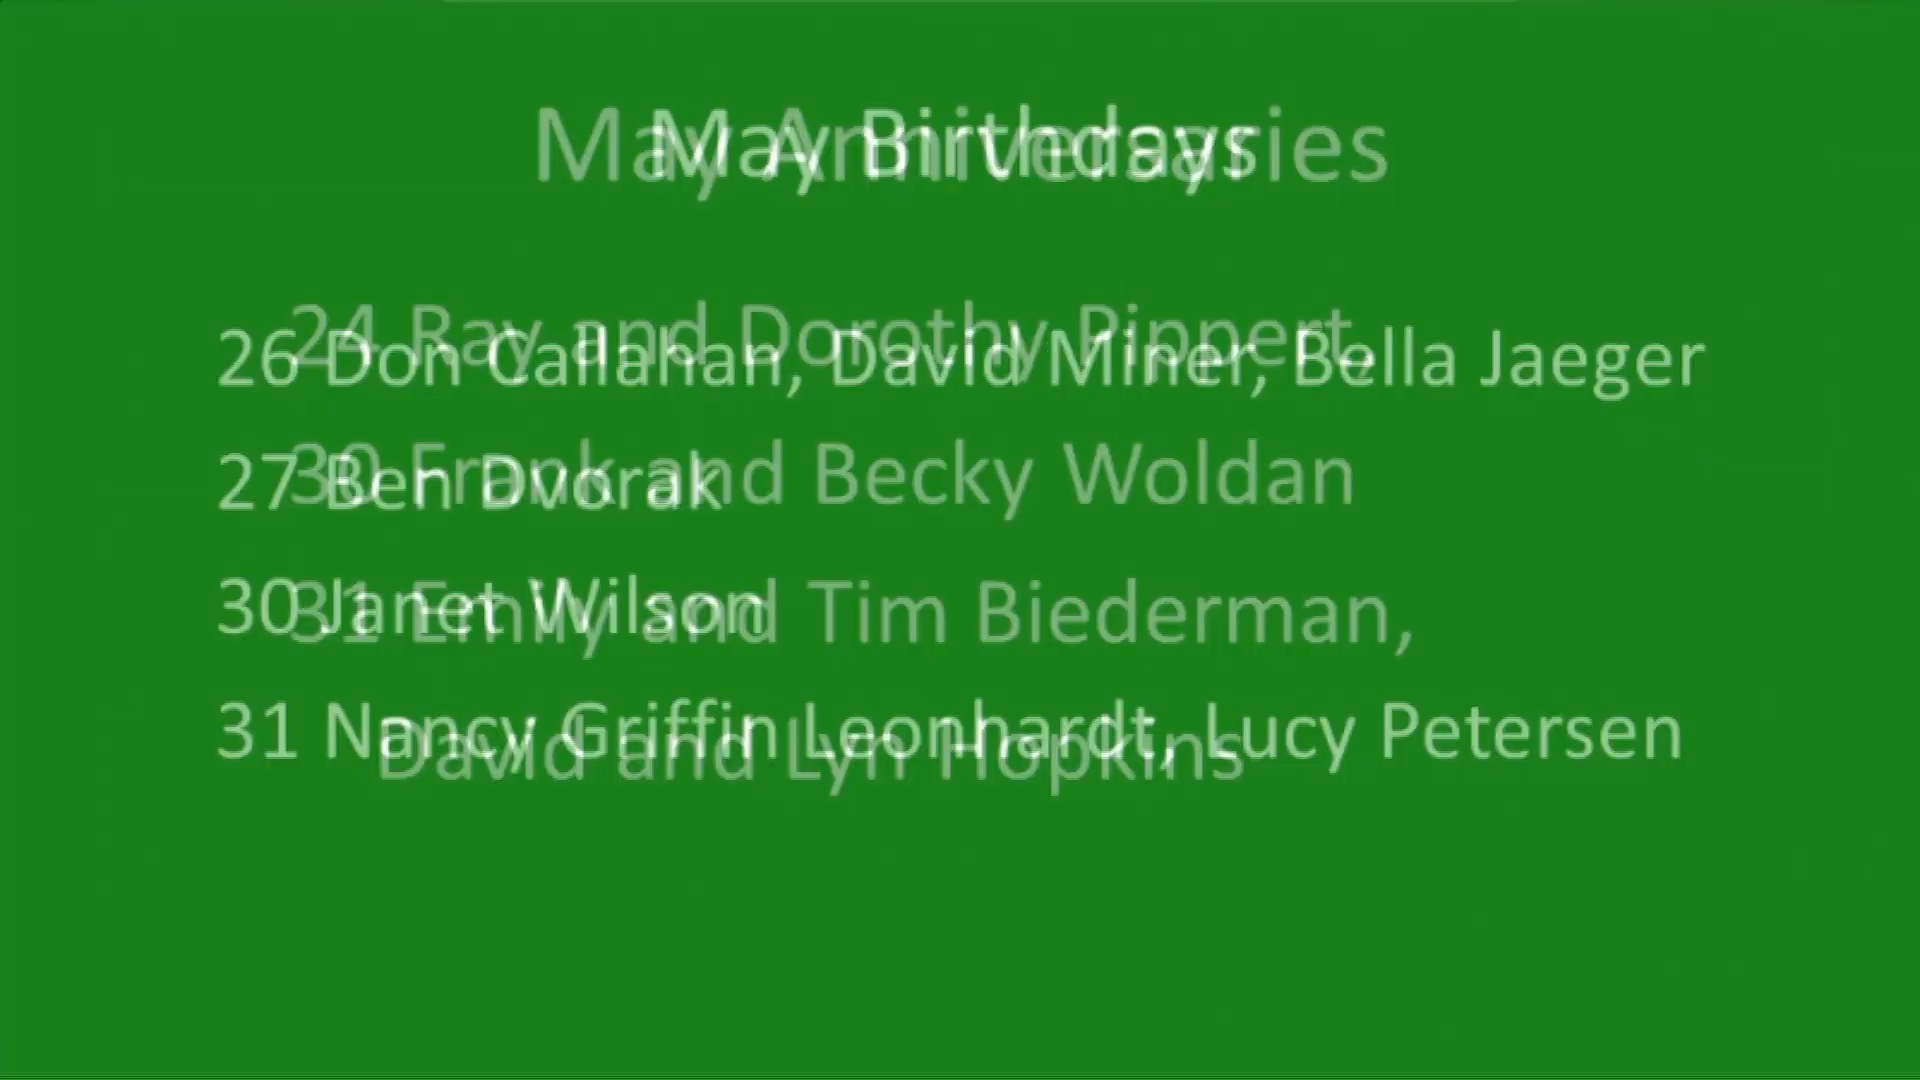 May Birthdays
26 Don Callahan, David Miner, Bella Jaeger
27 Ben Dvorak
30 Janet Wilson
31 Nancy Griffin Leonhardt, Lucy Petersen
May Anniversaries
24 Ray and Dorothy Pippert,
30 Frank and Becky Woldan
31 Emily and Tim Biederman,
David and Lyn Hopkins